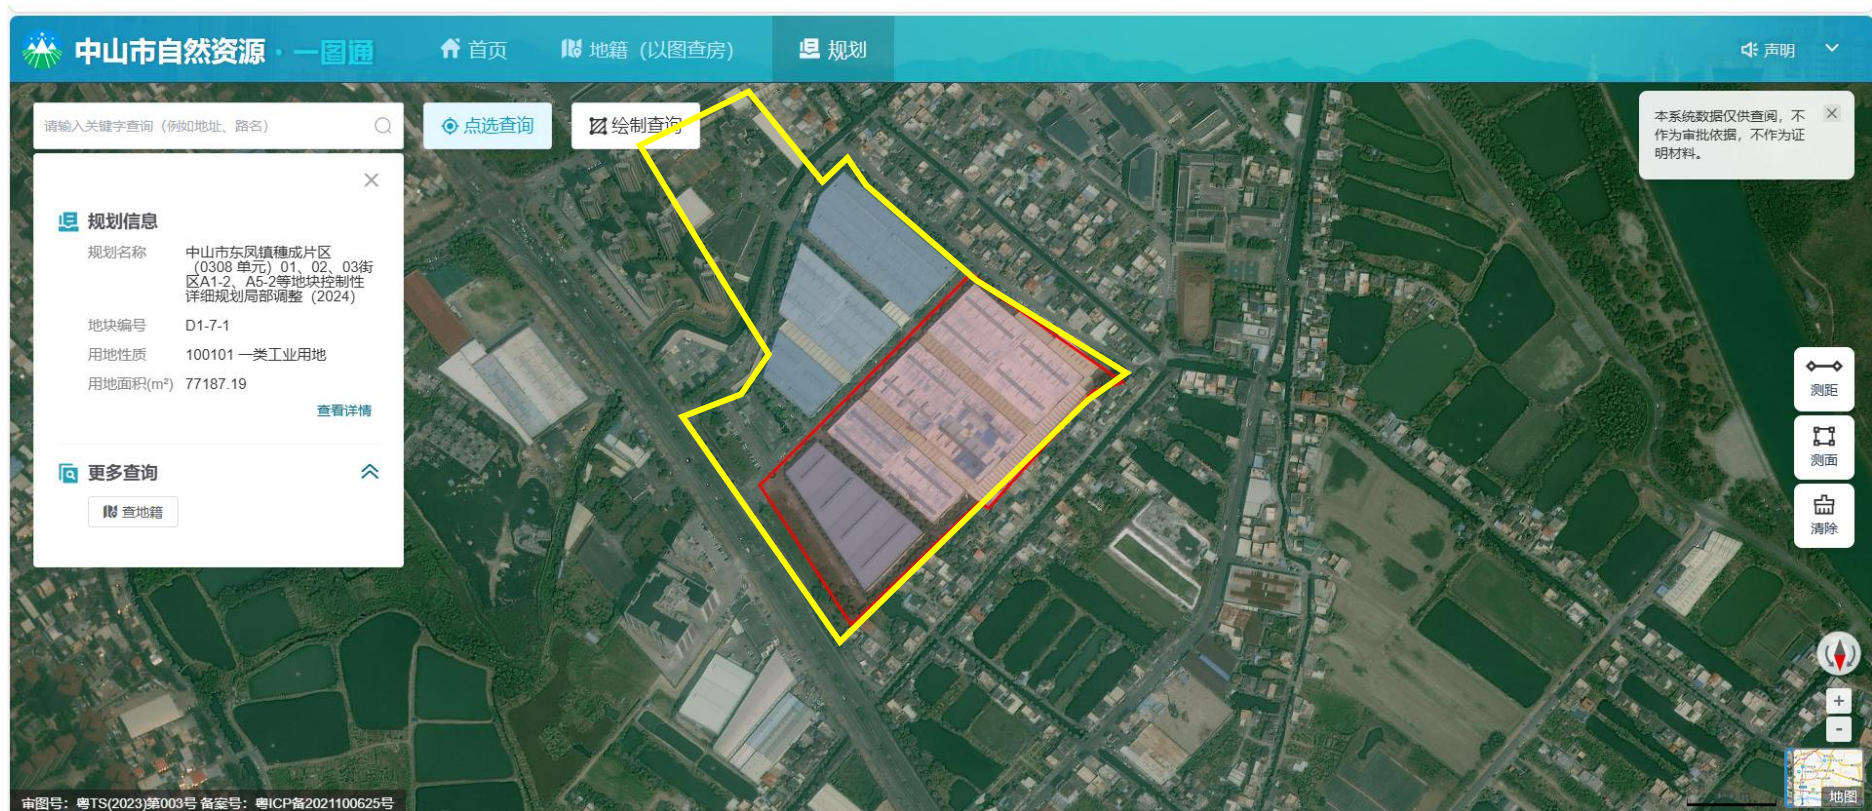 中山市自然资源·一图通
首页
地籍（以图查房）
规划
声明
请输入关键字查询（例如地址、路名）
点选查询
绘制查询
本系统数据仅供查阅，不
作为审批依据，不作为证
明材料。
规划信息
规划名称
中山市东凤镇穗成片区
（0308 单元）01、02、03街
区A1-2、A5-2等地块控制性
详细规划局部调整（2024）
地块编号
D1-7-1
用地性质
100101 一类工业用地
用地面积(m²)
77187.19
查看详情
更多查询
查地籍
测距
测面
清除
+
-
地图
审图号：粤TS(2023)第003号 备案号：粤ICP备2021100625号